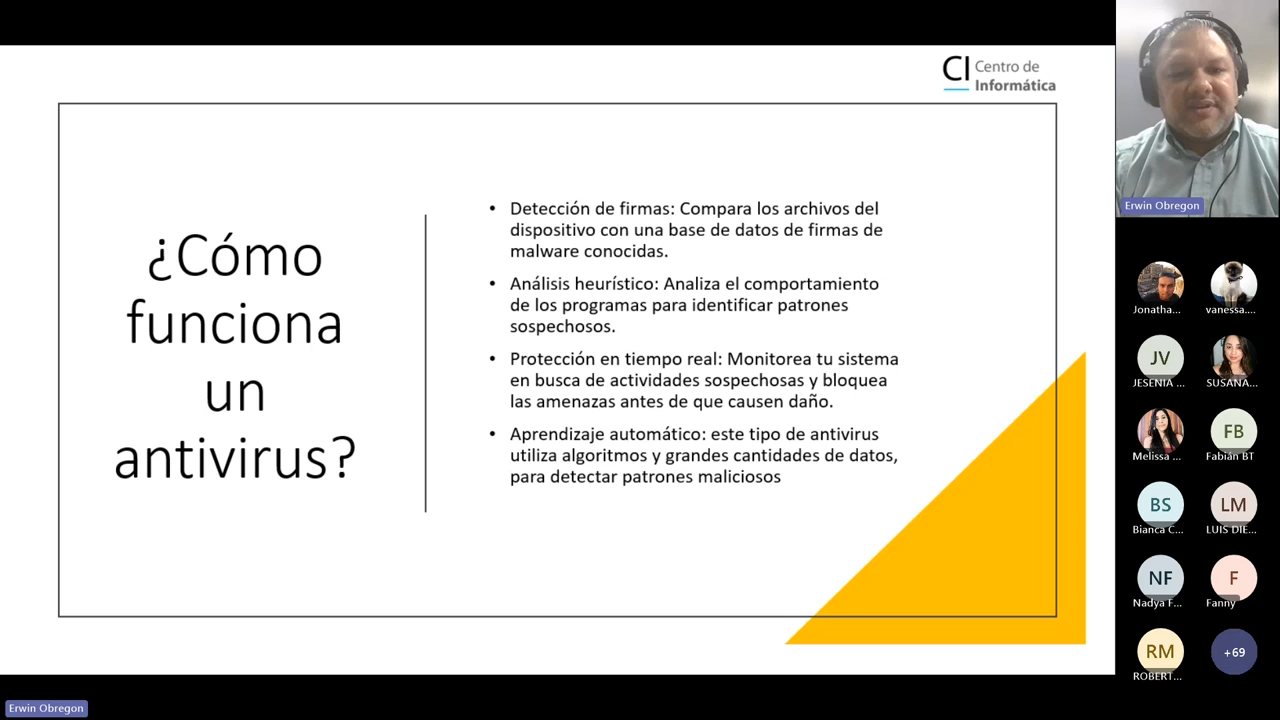 CI Centro de
Informática
¿Cómo
funciona
un
antivirus?
• Detección de firmas: Compara los archivos del
dispositivo con una base de datos de firmas de
malware conocidas.
• Análisis heurístico: Analiza el comportamiento
de los programas para identificar patrones
sospechosos.
• Protección en tiempo real: Monitorea tu sistema
en busca de actividades sospechosas y bloquea
las amenazas antes de que causen daño.
• Aprendizaje automático: este tipo de antivirus
utiliza algoritmos y grandes cantidades de datos,
para detectar patrones maliciosos
Erwin Obregon
Jonatha... vanessa....
JV
JESENIA ... SUSANA...
FB
Melissa ... Fabián BT
BS LM
Bianca C... LUIS DIE...
NF F
Nadya F... Fanny
RM +69
ROBERT...
Erwin Obregon